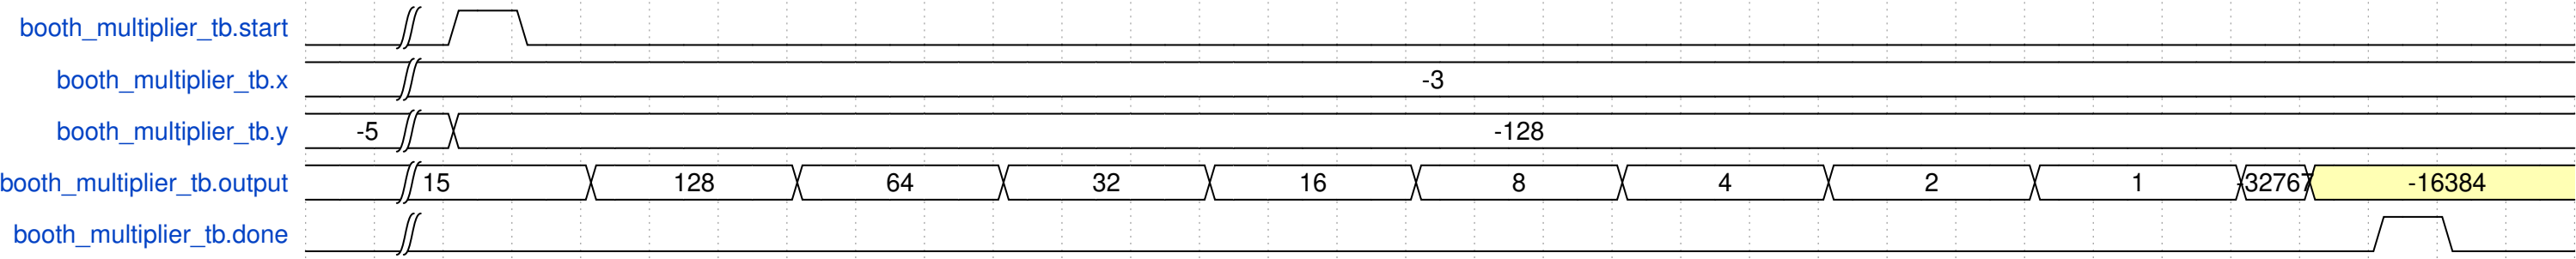 booth_multiplier_tb.start
booth_multiplier_tb.x -3
booth_multiplier_tb.y -5 -128
booth_multiplier_tb.output 15 128 64 32 16 8 4 2 1 -32767 -16384
booth_multiplier_tb.done